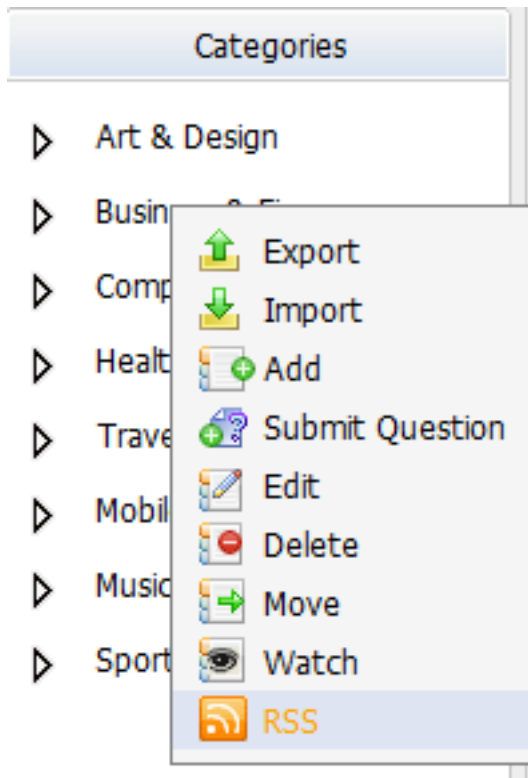 Categories
Art & Design
Busin
Comp
Healt
Trave
Mobil
Music
Sport
Export
Import
Add
Submit Question
Edit
Delete
Move
Watch
RSS